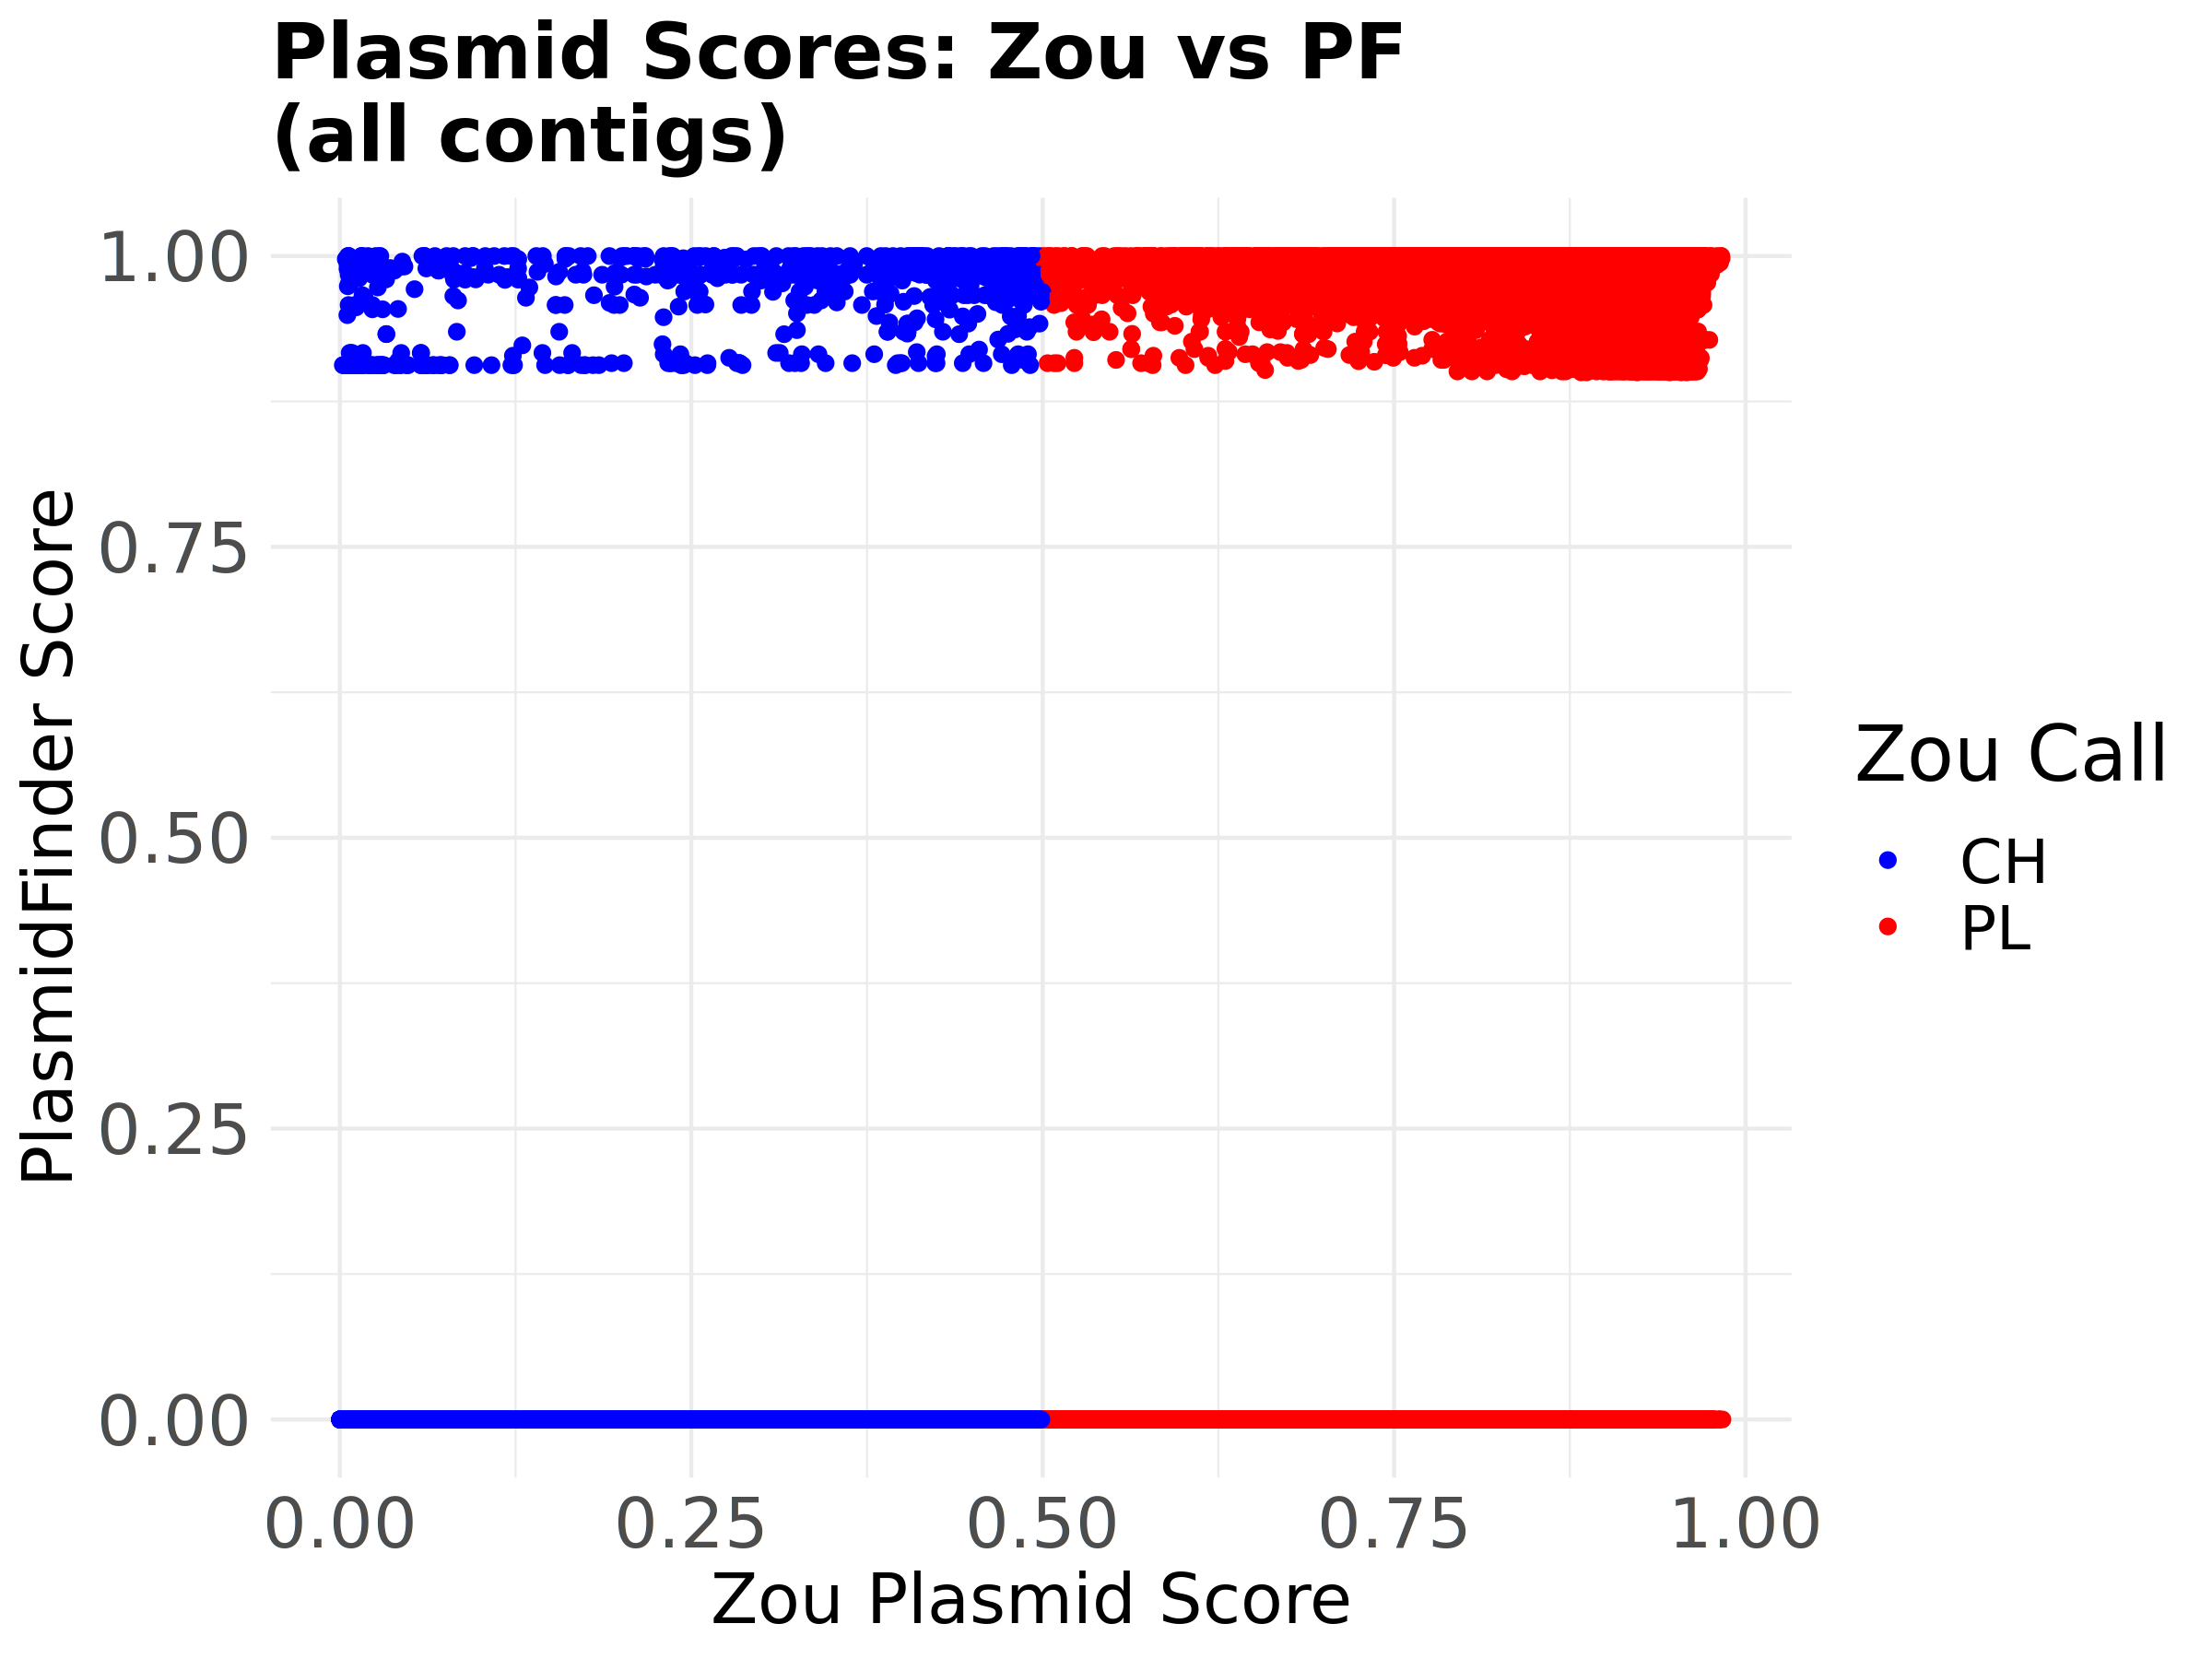 Plasmid Scores: Zou vs PF
(all contigs)
1.00
0.75
0.50
0.25
0.00
PlasmidFinder Score
0.00 0.25 0.50 0.75 1.00
Zou Plasmid Score
Zou Call
CH
PL